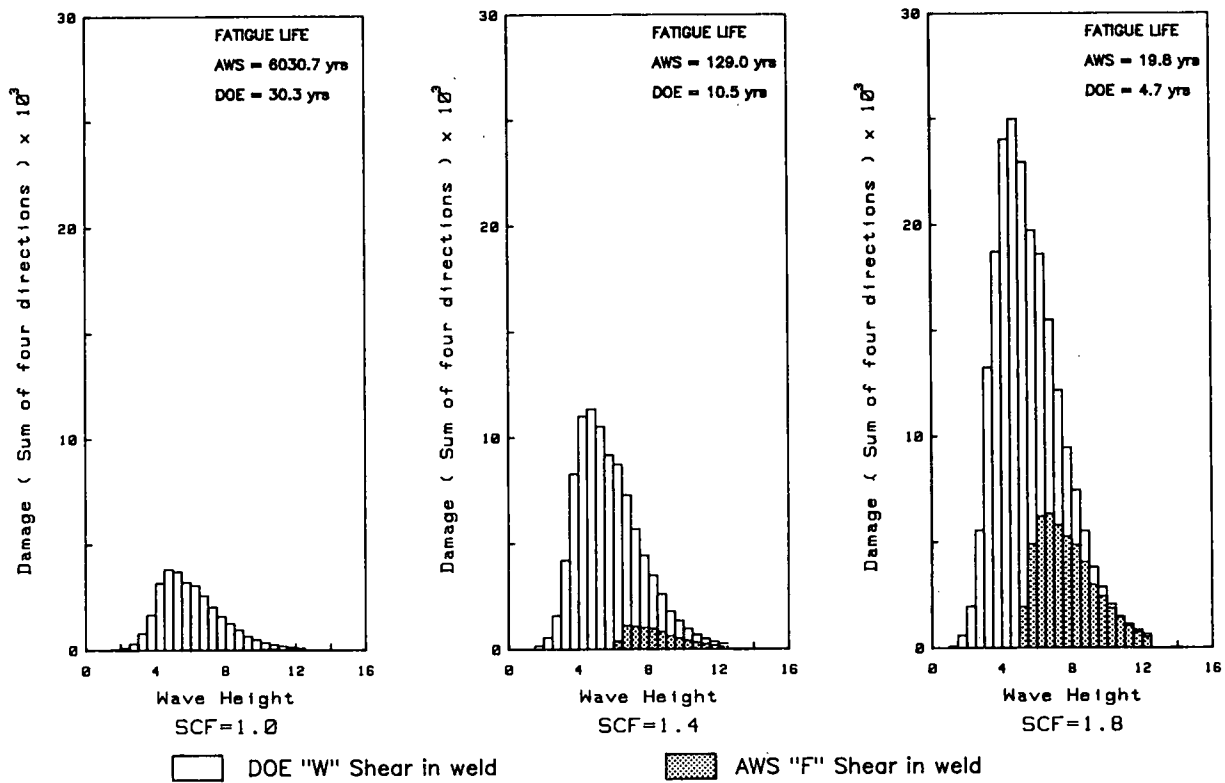 30
20
10
0
0
4
8
12
16
FATIGUE LIFE
AWS = 6030.7 yrs
DOE = 30.3 yrs
Damage ( Sum of four directions ) x 10³
Wave Height
SCF=1.0
30
20
10
0
0
4
8
12
16
FATIGUE LIFE
AWS = 129.0 yrs
DOE = 10.5 yrs
Damage ( Sum of four directions ) x 10³
Wave Height
SCF=1.4
30
20
10
0
0
4
8
12
16
FATIGUE LIFE
AWS = 19.8 yrs
DOE = 4.7 yrs
Damage ( Sum of four directions ) x 10³
Wave Height
SCF=1.8
DOE "W" Shear in weld
AWS "F" Shear in weld